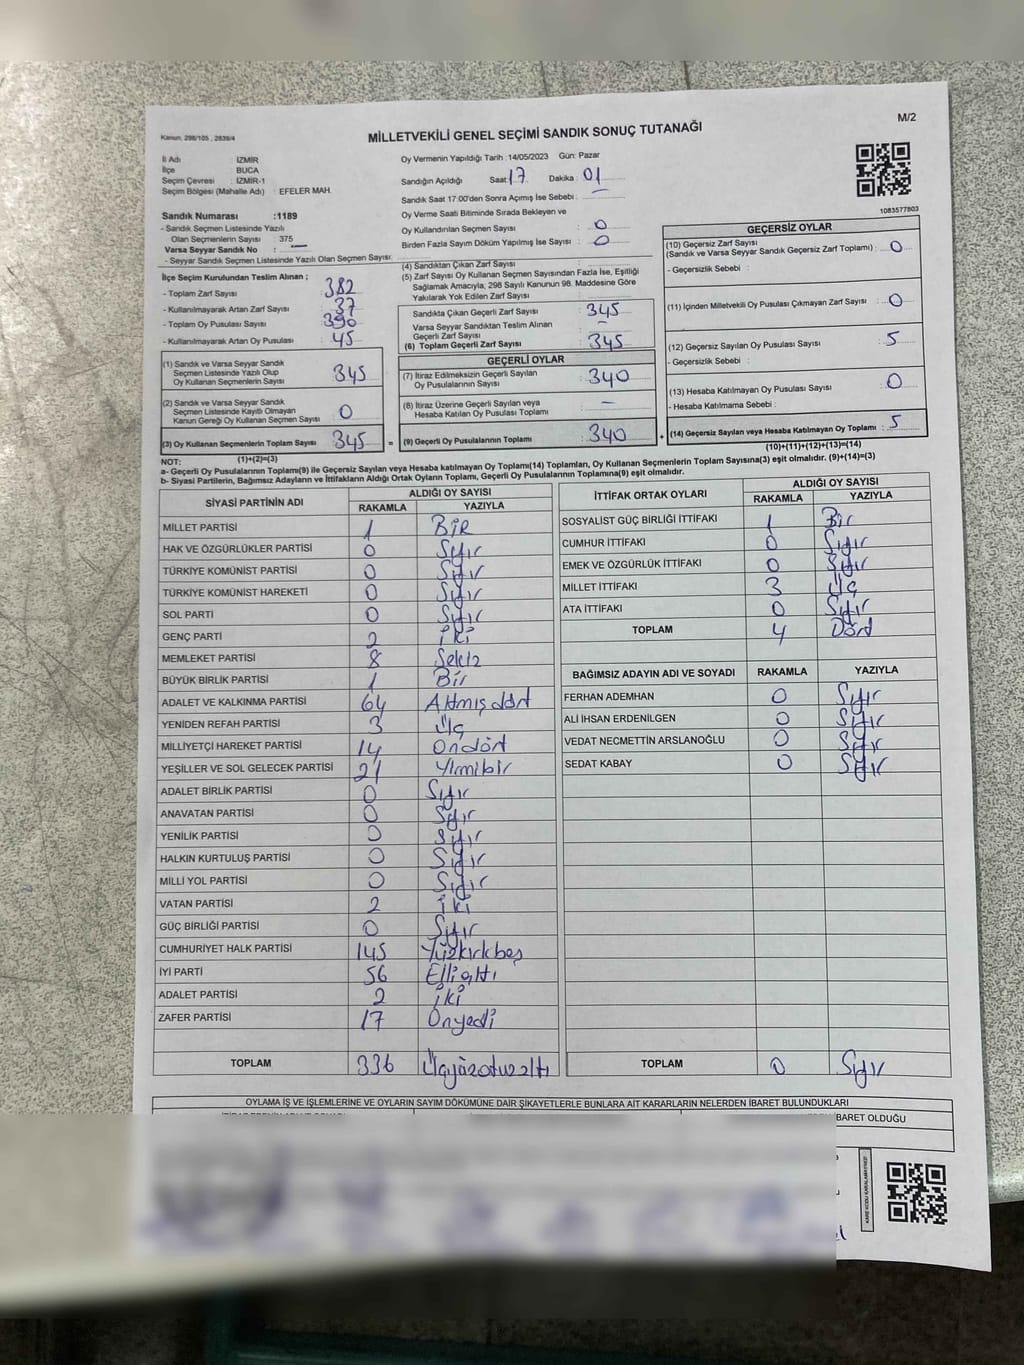 Kanun, 298/105 , 2839/4
MİLLETVEKİLİ GENEL SEÇİMİ SANDIK SONUÇ TUTANAĞI
M/2
İl Adı : İZMİR
İlçe : BUCA
Seçim Çevresi : İZMİR-1
Seçim Bölgesi (Mahalle Adı) : EFELER MAH.
Sandık Numarası :1189
- Sandık Seçmen Listesinde Yazılı
Olan Seçmenlerin Sayısı : 375
Varsa Seyyar Sandık No : —
- Seyyar Sandık Seçmen Listesinde Yazılı Olan Seçmen Sayısı:
Oy Vermenin Yapıldığı Tarih :14/05/2023 Gün: Pazar
Sandığın Açıldığı Saat: 17 Dakika : 01
Sandık Saat 17:00'den Sonra Açılmış İse Sebebi : —
Oy Verme Saati Bitiminde Sırada Bekleyen ve
Oy Kullandırılan Seçmen Sayısı : 0
Birden Fazla Sayım Döküm Yapılmış İse Sayısı : 0
1083577803
İlçe Seçim Kurulundan Teslim Alınan ;
- Toplam Zarf Sayısı : 382
- Kullanılmayarak Artan Zarf Sayısı : 37
- Toplam Oy Pusulası Sayısı : 390
- Kullanılmayarak Artan Oy Pusulası : 45
(1) Sandık ve Varsa Seyyar Sandık
Seçmen Listesinde Yazılı Olup
Oy Kullanan Seçmenlerin Sayısı : 345
(2) Sandık ve Varsa Seyyar Sandık
Seçmen Listesinde Kayıtlı Olmayan
Kanun Gereği Oy Kullanan Seçmen Sayısı : 0
(3) Oy Kullanan Seçmenlerin Toplam Sayısı : 345 =
(1)+(2)=(3)
(4) Sandıktan Çıkan Zarf Sayısı :
(5) Zarf Sayısı Oy Kullanan Seçmen Sayısından Fazla İse, Eşitliği
Sağlamak Amacıyla, 298 Sayılı Kanunun 98. Maddesine Göre
Yakılarak Yok Edilen Zarf Sayısı :
Sandıkta Çıkan Geçerli Zarf Sayısı : 345
Varsa Seyyar Sandıktan Teslim Alınan
Geçerli Zarf Sayısı : —
(6) Toplam Geçerli Zarf Sayısı : 345
GEÇERLİ OYLAR
(7) İtiraz Edilmeksizin Geçerli Sayılan
Oy Pusulalarının Sayısı : 340
(8) İtiraz Üzerine Geçerli Sayılan veya
Hesaba Katılan Oy Pusulası Toplamı : —
(9) Geçerli Oy Pusulalarının Toplamı : 340 +
GEÇERSİZ OYLAR
(10) Geçersiz Zarf Sayısı
(Sandık ve Varsa Seyyar Sandık Geçersiz Zarf Toplamı) : 0
- Geçersizlik Sebebi :
(11) İçinden Milletvekili Oy Pusulası Çıkmayan Zarf Sayısı : 0
(12) Geçersiz Sayılan Oy Pusulası Sayısı : 5
- Geçersizlik Sebebi :
(13) Hesaba Katılmayan Oy Pusulası Sayısı : 0
- Hesaba Katılmama Sebebi :
(14) Geçersiz Sayılan veya Hesaba Katılmayan Oy Toplamı : 5
(10)+(11)+(12)+(13)=(14)
NOT:
a- Geçerli Oy Pusulalarının Toplamı(9) ile Geçersiz Sayılan veya Hesaba katılmayan Oy Toplamı(14) Toplamları, Oy Kullanan Seçmenlerin Toplam Sayısına(3) eşit olmalıdır. (9)+(14)=(3)
b- Siyasi Partilerin, Bağımsız Adayların ve İttifakların Aldığı Ortak Oyların Toplamı, Geçerli Oy Pusulalarının Toplamına(9) eşit olmalıdır.
SİYASİ PARTİNİN ADI ALDIĞI OY SAYISI
RAKAMLA YAZIYLA
MİLLET PARTİSİ 1 BİR
HAK VE ÖZGÜRLÜKLER PARTİSİ 0 Sıfır
TÜRKİYE KOMÜNİST PARTİSİ 0 Sıfır
TÜRKİYE KOMÜNİST HAREKETİ 0 Sıfır
SOL PARTİ 0 Sıfır
GENÇ PARTİ 2 İki
MEMLEKET PARTİSİ 8 Sekiz
BÜYÜK BİRLİK PARTİSİ 1 Bir
ADALET VE KALKINMA PARTİSİ 64 Altmışdört
YENİDEN REFAH PARTİSİ 3 Üç
MİLLİYETÇİ HAREKET PARTİSİ 14 Ondört
YEŞİLLER VE SOL GELECEK PARTİSİ 21 Yirmibir
ADALET BİRLİK PARTİSİ 0 Sıfır
ANAVATAN PARTİSİ 0 Sıfır
YENİLİK PARTİSİ 0 Sıfır
HALKIN KURTULUŞ PARTİSİ 0 Sıfır
MİLLİ YOL PARTİSİ 0 Sıfır
VATAN PARTİSİ 2 İki
GÜÇ BİRLİĞİ PARTİSİ 0 Sıfır
CUMHURİYET HALK PARTİSİ 145 Yüzkırkbeş
İYİ PARTİ 56 Ellialtı
ADALET PARTİSİ 2 İki
ZAFER PARTİSİ 17 Onyedi
TOPLAM 336 Üçyüzotuzaltı
İTTİFAK ORTAK OYLARI ALDIĞI OY SAYISI
RAKAMLA YAZIYLA
SOSYALİST GÜÇ BİRLİĞİ İTTİFAKI 1 Bir
CUMHUR İTTİFAKI 0 Sıfır
EMEK VE ÖZGÜRLÜK İTTİFAKI 0 Sıfır
MİLLET İTTİFAKI 3 Üç
ATA İTTİFAKI 0 Sıfır
TOPLAM 4 Dört
BAĞIMSIZ ADAYIN ADI VE SOYADI RAKAMLA YAZIYLA
FERHAN ADEMHAN 0 Sıfır
ALİ İHSAN ERDENİLGEN 0 Sıfır
VEDAT NECMETTİN ARSLANOĞLU 0 Sıfır
SEDAT KABAY 0 Sıfır
TOPLAM 0 Sıfır
OYLAMA İŞ VE İŞLEMLERİNE VE OYLARIN SAYIM DÖKÜMÜNE DAİR ŞİKAYETLERLE BUNLARA AİT KARARLARIN NELERDEN İBARET BULUNDUKLARI
İBARET OLDUĞU
KARE KODU KARALAMAYINIZ!